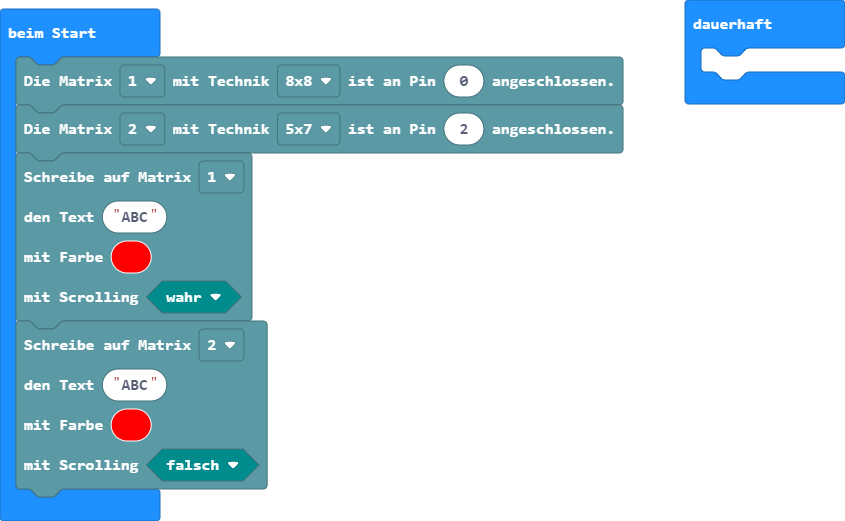 beim Start
dauerhaft
Die Matrix 1 mit Technik 8x8 ist an Pin 0 angeschlossen.
Die Matrix 2 mit Technik 5x7 ist an Pin 2 angeschlossen.
Schreibe auf Matrix 1
den Text "ABC"
mit Farbe
mit Scrolling wahr
Schreibe auf Matrix 2
den Text "ABC"
mit Farbe
mit Scrolling falsch